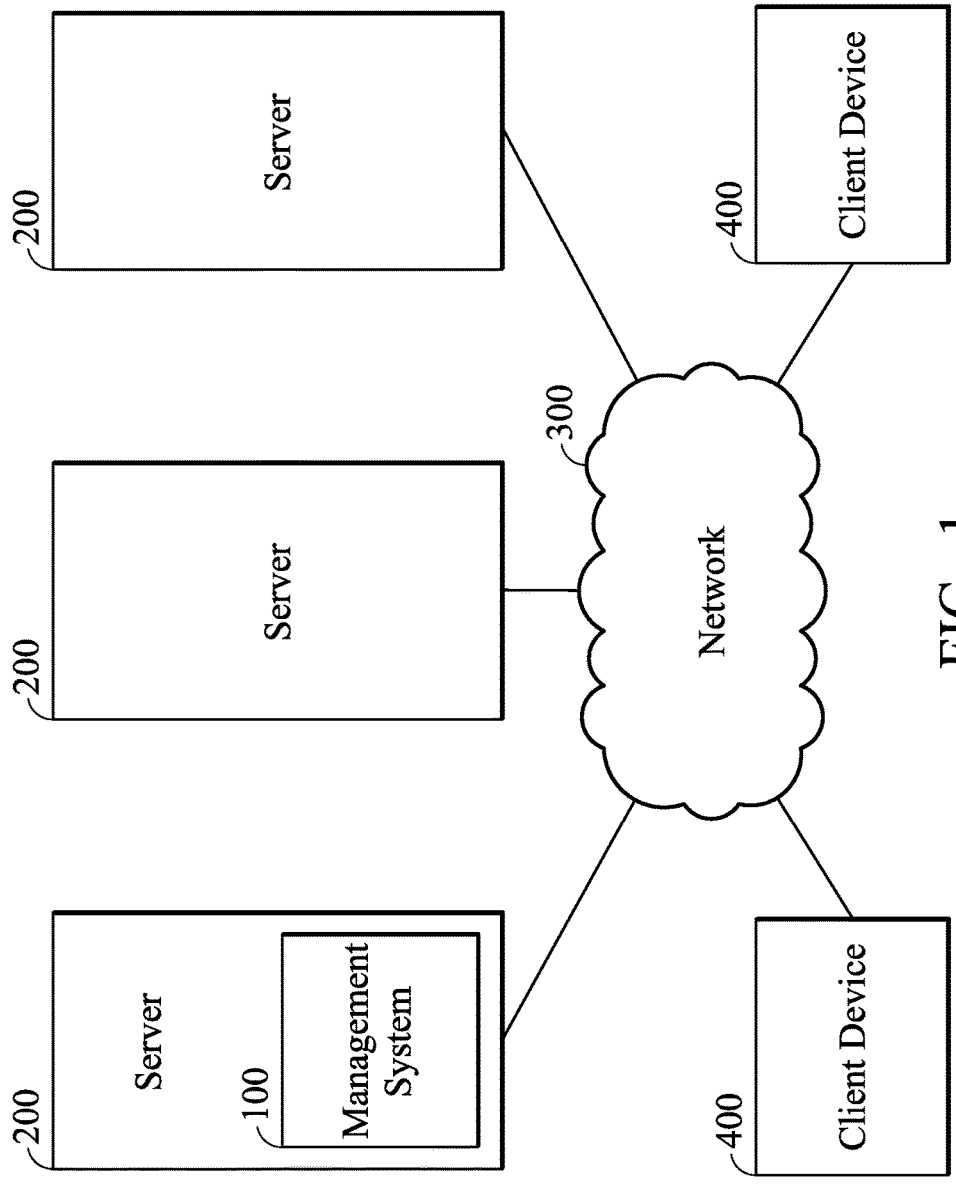 200
Server
100
Management
System
200
Server
200
Server
300
Network
400
Client Device
400
Client Device
FIG. 1